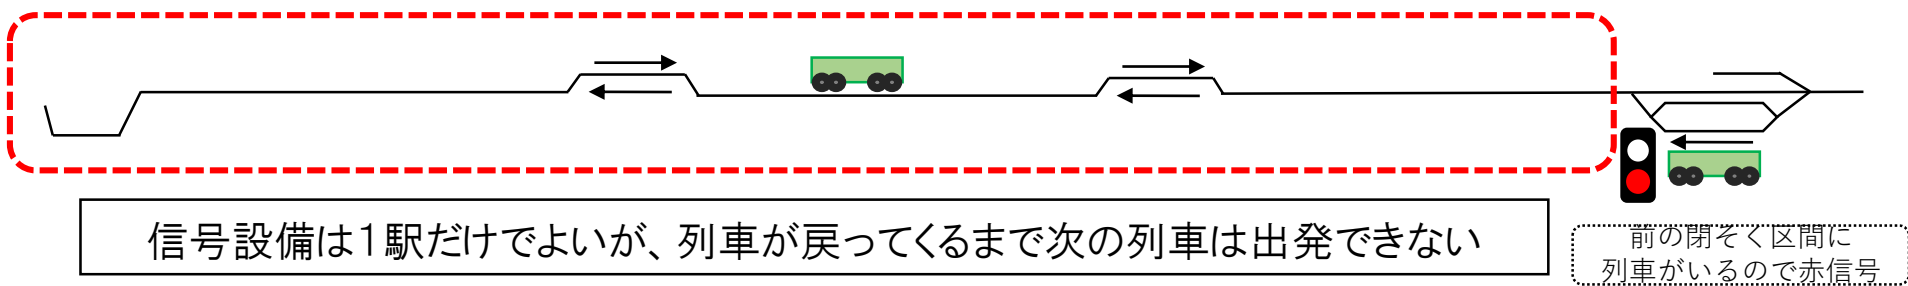 信号設備は1駅だけでよいが、列車が戻ってくるまで次の列車は出発できない
前の閉そく区間に
列車がいるので赤信号